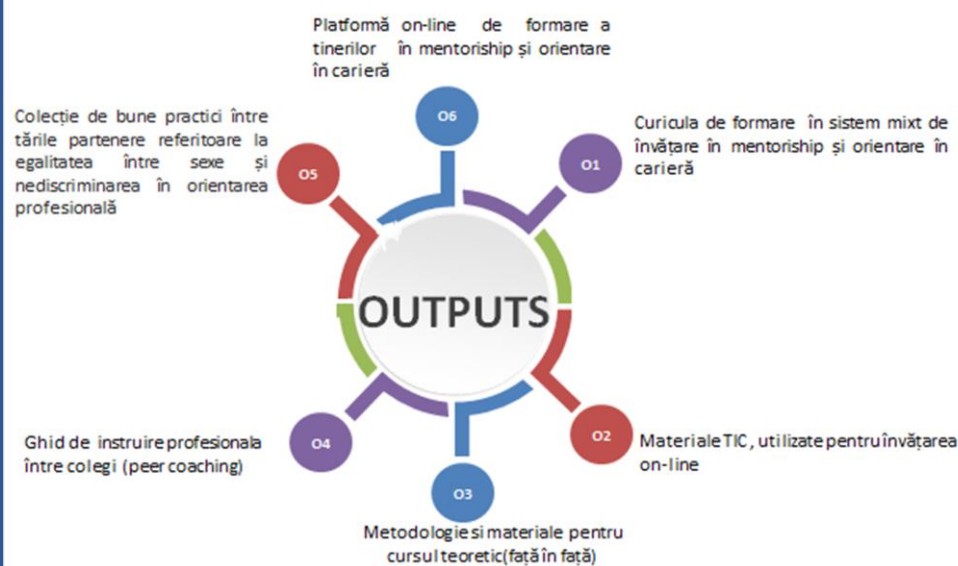 Platformă on-line de formare a
tinerilor în mentoriship și orientare
în carieră
O6
Curicula de formare în sistem mixt de
învățare în mentoriship și orientare în
carieră
O1
Colecție de bune practici între
tările partenere referitoare la
egalitatea între sexe și
nediscriminarea în orientarea
profesională
O5
OUTPUTS
Ghid de instruire profesionala
între colegi (peer coaching)
O4
O2
Materiale TIC, utilizate pentru învățarea
on-line
O3
Metodologie si materiale pentru
cursul teoretic(față în față)